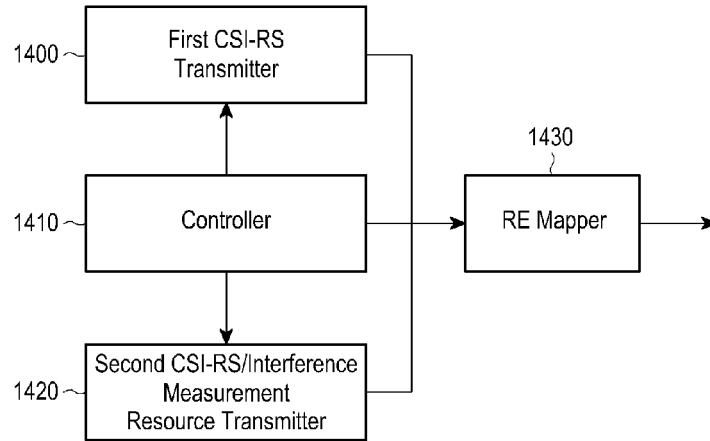 1400
First CSI-RS
Transmitter
1430
1410
Controller
RE Mapper
1420
Second CSI-RS/Interference
Measurement
Resource Transmitter